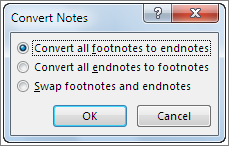 Convert Notes
?
Convert all footnotes to endnotes
Convert all endnotes to footnotes
Swap footnotes and endnotes
OK
Cancel